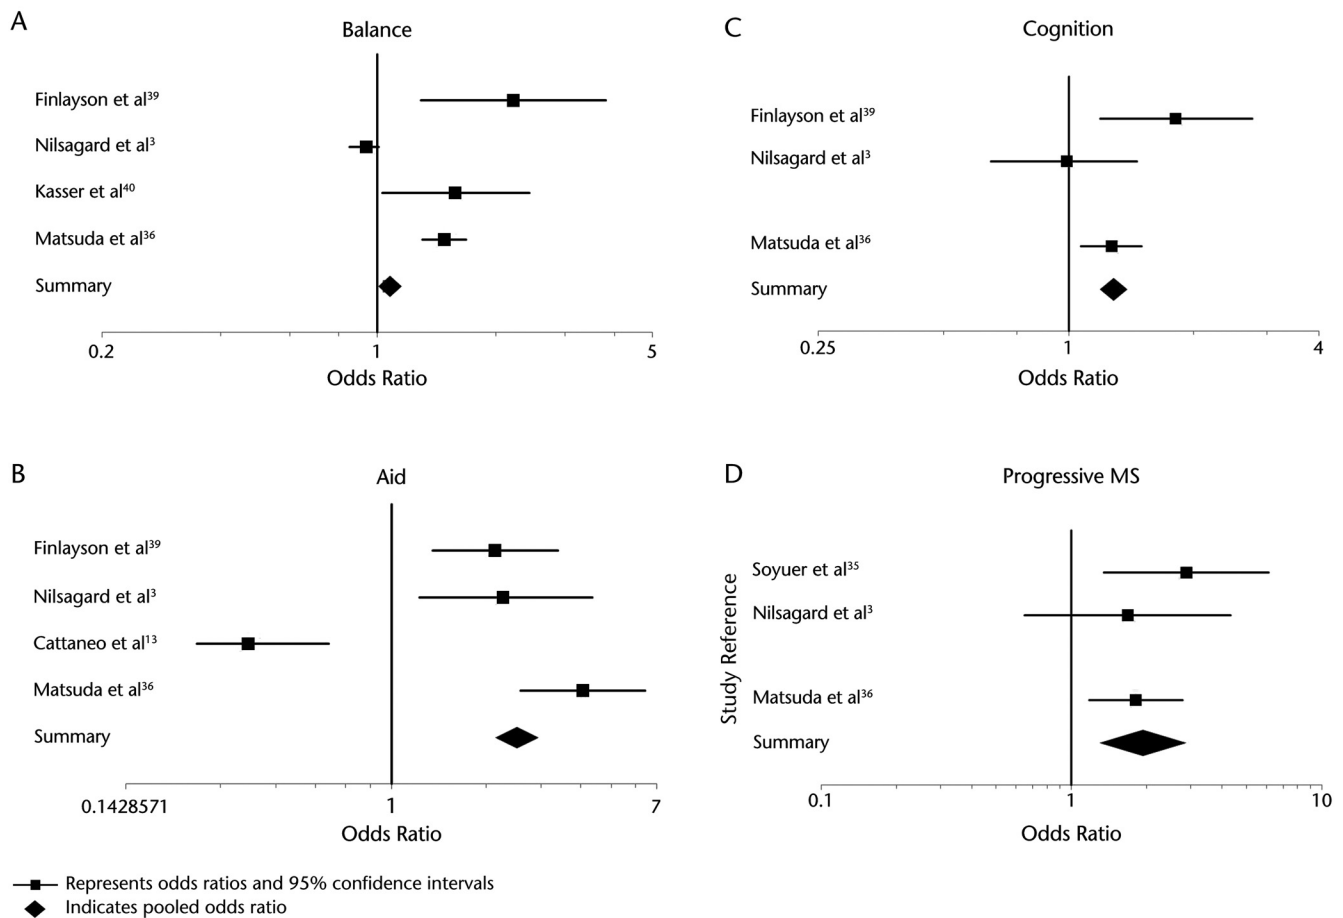 A
Balance
Finlayson et al39
Nilsagard et al3
Kasser et al40
Matsuda et al36
Summary
0.2 1 5
Odds Ratio
C
Cognition
Finlayson et al39
Nilsagard et al3
Matsuda et al36
Summary
0.25 1 4
Odds Ratio
B
Aid
Finlayson et al39
Nilsagard et al3
Cattaneo et al13
Matsuda et al36
Summary
0.1428571 1 7
Odds Ratio
D
Progressive MS
Study Reference
Soyuer et al35
Nilsagard et al3
Matsuda et al36
Summary
0.1 1 10
Odds Ratio
Represents odds ratios and 95% confidence intervals
Indicates pooled odds ratio